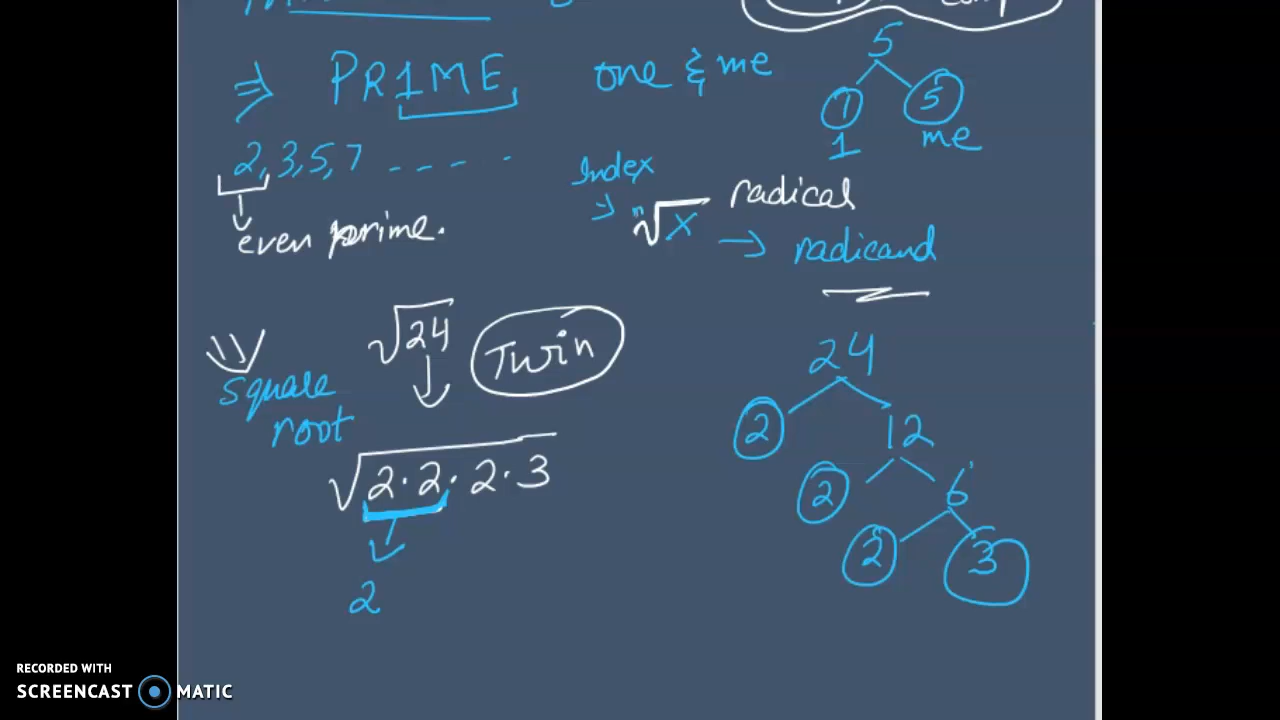 ⇒ PR1ME one & me
5
1 5
1 me
2, 3, 5, 7 - - - -
even prime.
Index
→ ⁿ√x radical
→ radicand
√24
Twin
square
root
√2·2·2·3
2
24
2 12
2 6
2 3
RECORDED WITH
SCREENCAST MATIC